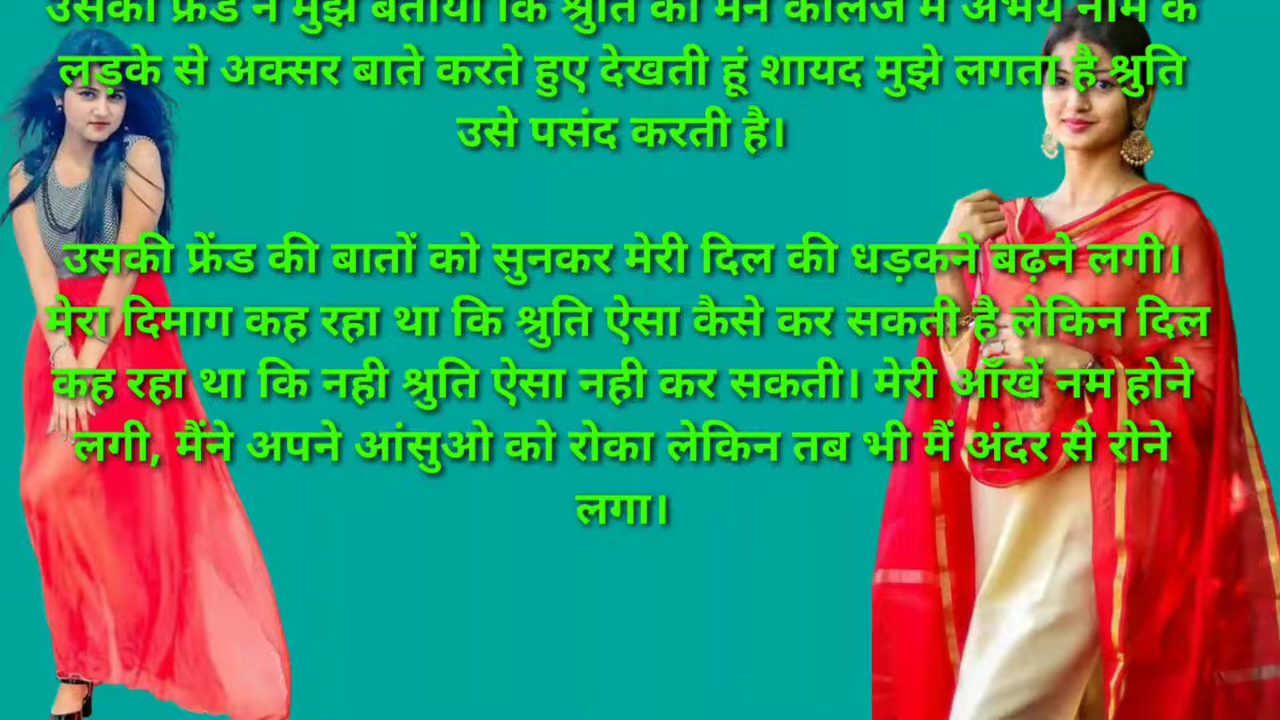 उसकी फ्रेंड ने मुझे बताया कि श्रुति को मैंने कॉलेज में अभय नाम के
लड़के से अक्सर बाते करते हुए देखती हूं शायद मुझे लगता है श्रुति
उसे पसंद करती है।
उसकी फ्रेंड की बातों को सुनकर मेरी दिल की धड़कने बढ़ने लगी।
मेरा दिमाग कह रहा था कि श्रुति ऐसा कैसे कर सकती है लेकिन दिल
कह रहा था कि नही श्रुति ऐसा नही कर सकती। मेरी आँखें नम होने
लगी, मैंने अपने आंसुओ को रोका लेकिन तब भी मैं अंदर से रोने
लगा।